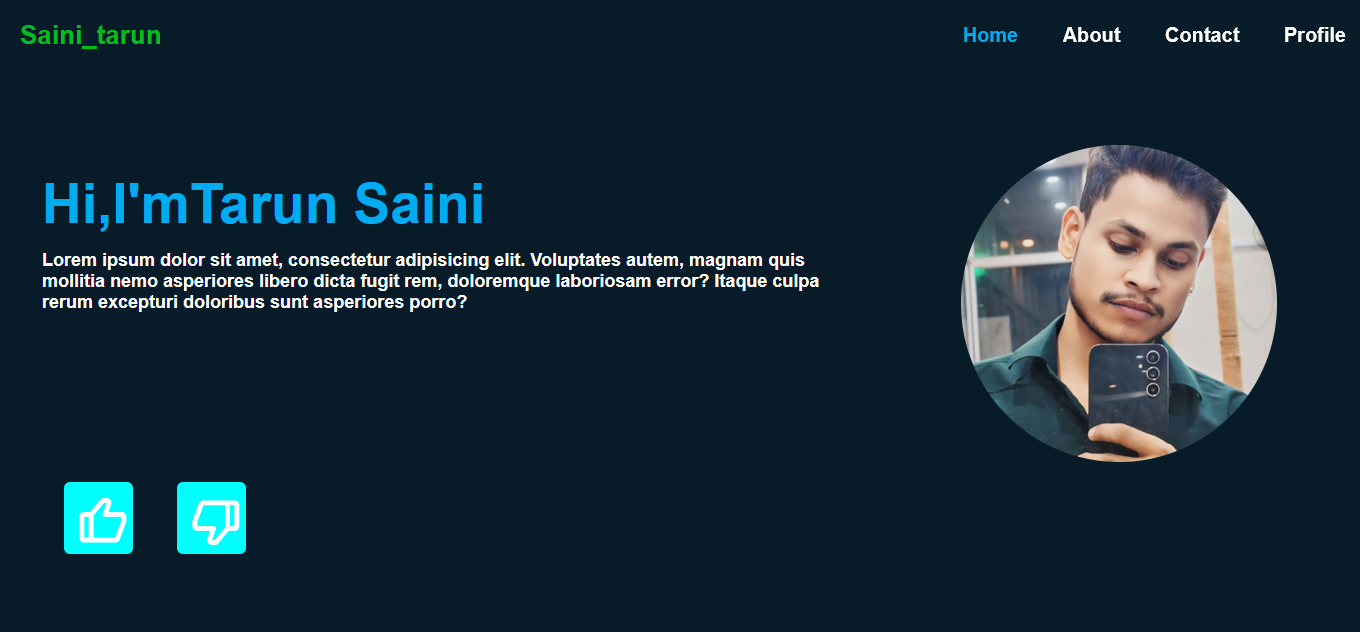 Saini_tarun
Home About Contact Profile
Hi,I'mTarun Saini
Lorem ipsum dolor sit amet, consectetur adipisicing elit. Voluptates autem, magnam quis
mollitia nemo asperiores libero dicta fugit rem, doloremque laboriosam error? Itaque culpa
rerum excepturi doloribus sunt asperiores porro?